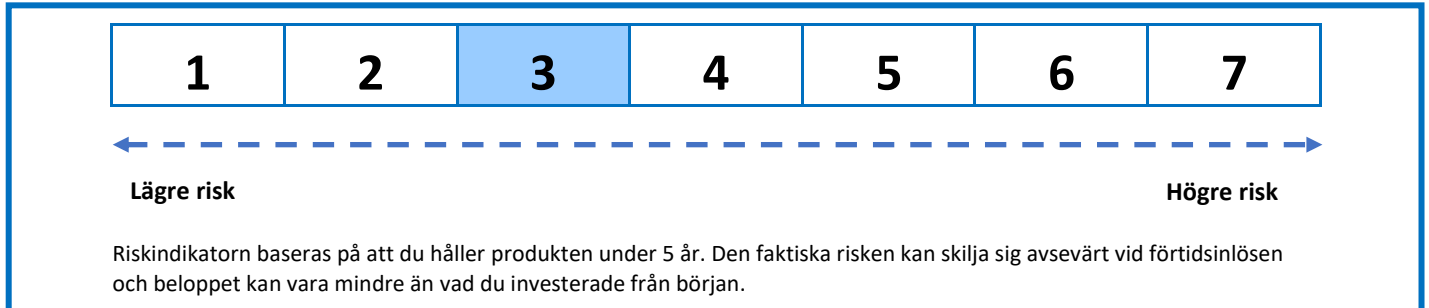 1 2 3 4 5 6 7
Lägre risk Högre risk
Riskindikatorn baseras på att du håller produkten under 5 år. Den faktiska risken kan skilja sig avsevärt vid förtidsinlösen
och beloppet kan vara mindre än vad du investerade från början.